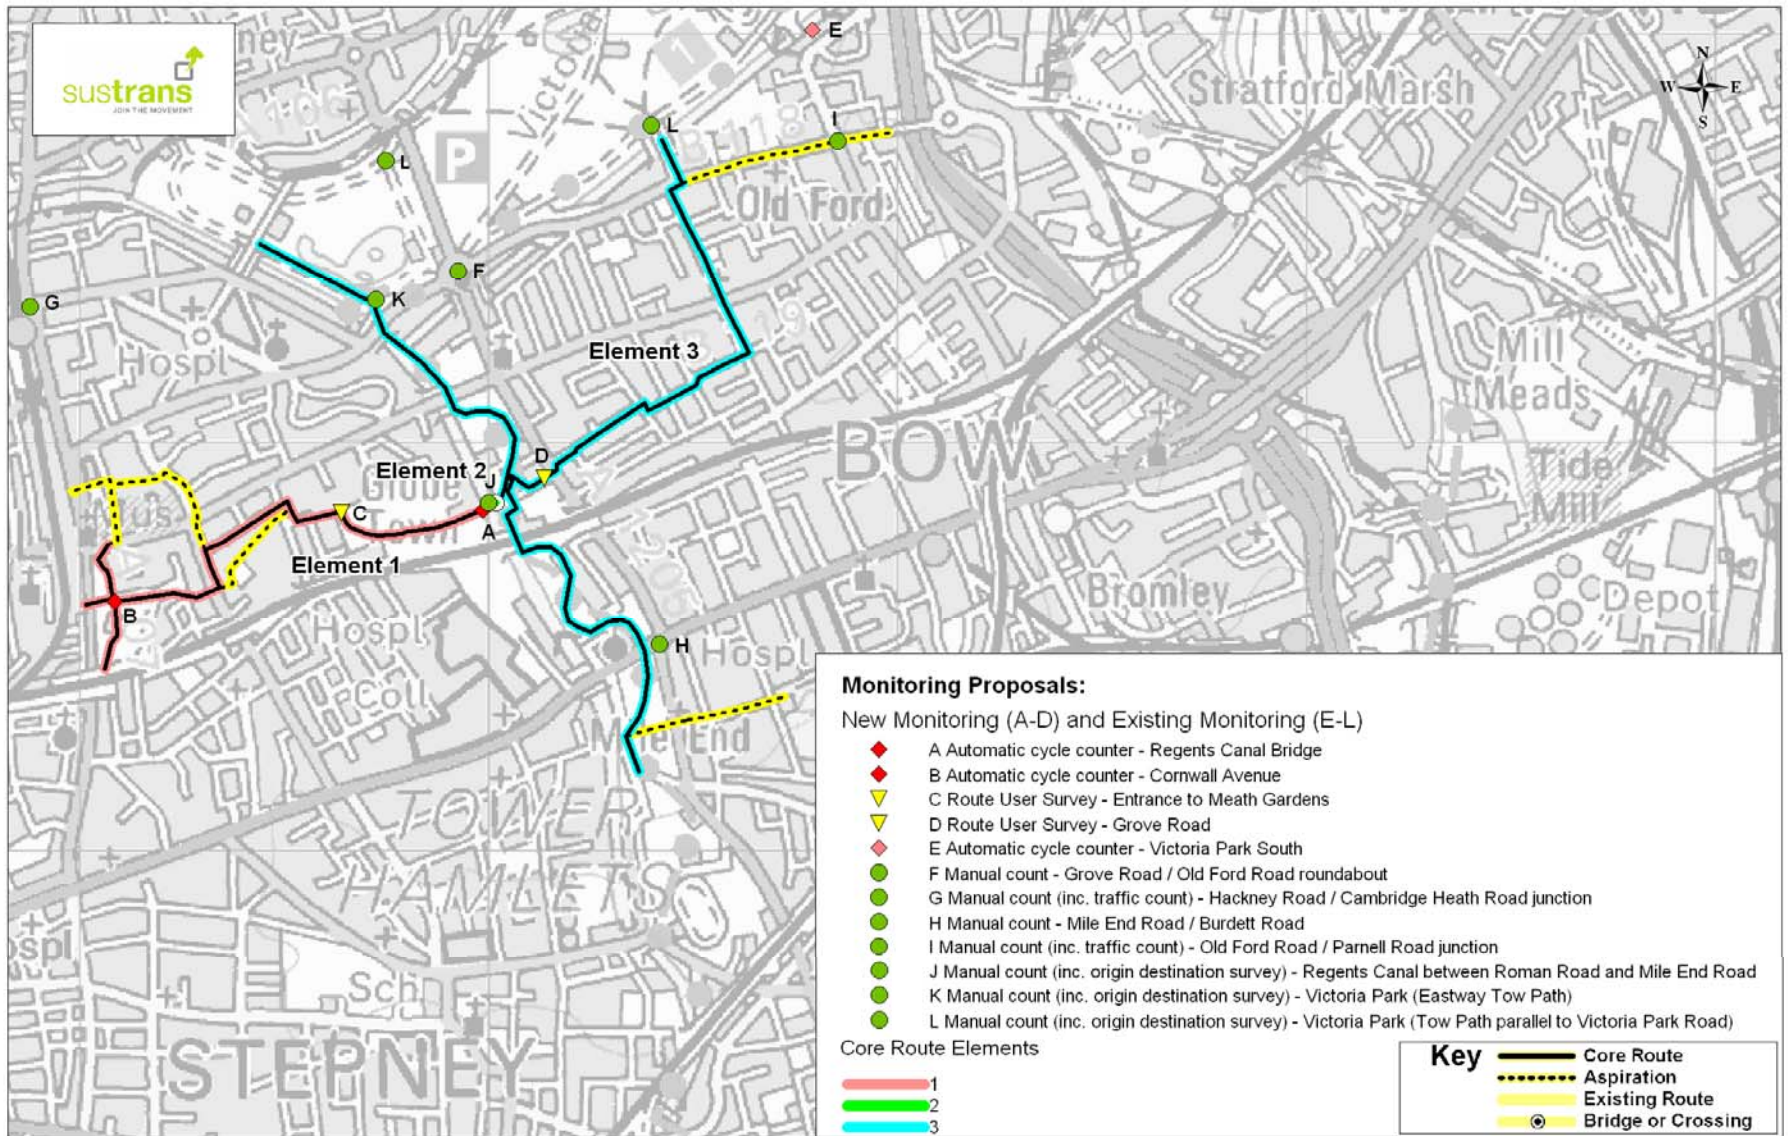 sustrans
JOIN THE MOVEMENT
N
W E
S
E
Stratford Marsh
L
I
L
P
1
Old Ford
F
K
G
Hospl
Element 3
Mill
Meads
BOW
D
Element 2
J
Globe
Town
C
A
Tide
Mill
Element 1
B
Bromley
Depot
Hospl
H
Hospl
Coll
Mile End
TOWER
HAMLETS
Sch
STEPNEY
Monitoring Proposals:
New Monitoring (A-D) and Existing Monitoring (E-L)
A Automatic cycle counter - Regents Canal Bridge
B Automatic cycle counter - Cornwall Avenue
C Route User Survey - Entrance to Meath Gardens
D Route User Survey - Grove Road
E Automatic cycle counter - Victoria Park South
F Manual count - Grove Road / Old Ford Road roundabout
G Manual count (inc. traffic count) - Hackney Road / Cambridge Heath Road junction
H Manual count - Mile End Road / Burdett Road
I Manual count (inc. traffic count) - Old Ford Road / Parnell Road junction
J Manual count (inc. origin destination survey) - Regents Canal between Roman Road and Mile End Road
K Manual count (inc. origin destination survey) - Victoria Park (Eastway Tow Path)
L Manual count (inc. origin destination survey) - Victoria Park (Tow Path parallel to Victoria Park Road)
Core Route Elements
1
2
3
Key
Core Route
Aspiration
Existing Route
Bridge or Crossing